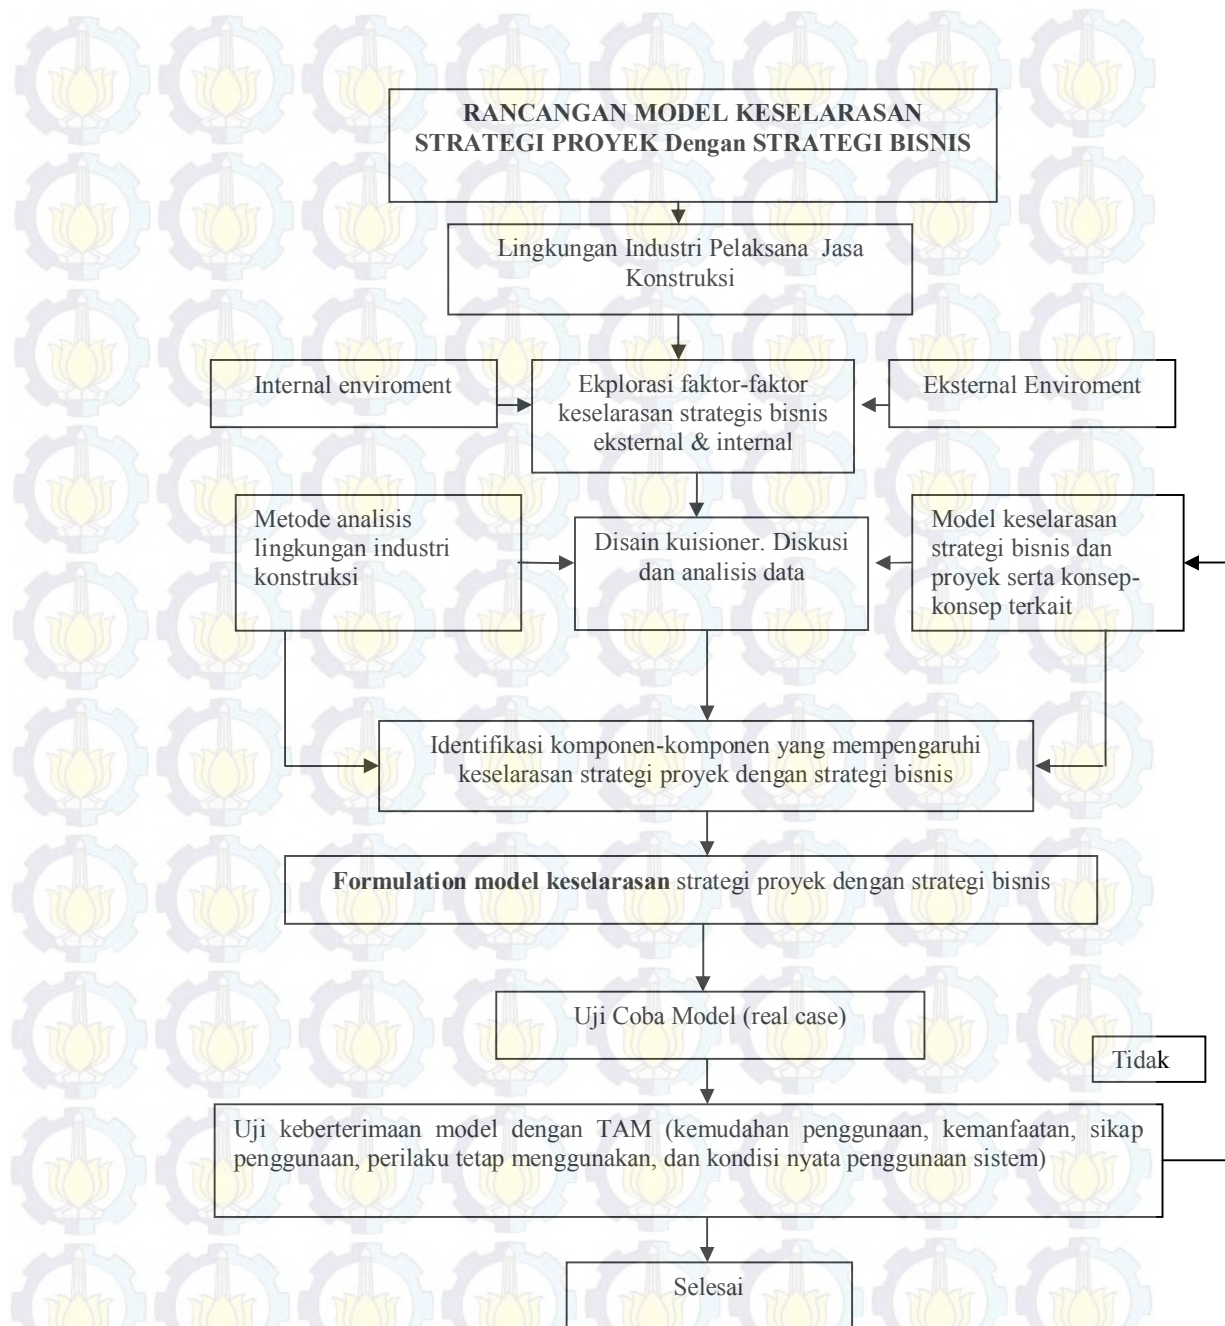 RANCANGAN MODEL KESELARASAN
STRATEGI PROYEK Dengan STRATEGI BISNIS
Lingkungan Industri Pelaksana Jasa
Konstruksi
Internal enviroment
Ekplorasi faktor-faktor
keselarasan strategis bisnis
eksternal & internal
Eksternal Enviroment
Metode analisis
lingkungan industri
konstruksi
Disain kuisioner. Diskusi
dan analisis data
Model keselarasan
strategi bisnis dan
proyek serta konsep-
konsep terkait
Identifikasi komponen-komponen yang mempengaruhi
keselarasan strategi proyek dengan strategi bisnis
Formulation model keselarasan strategi proyek dengan strategi bisnis
Uji Coba Model (real case)
Tidak
Uji keberterimaan model dengan TAM (kemudahan penggunaan, kemanfaatan, sikap
penggunaan, perilaku tetap menggunakan, dan kondisi nyata penggunaan sistem)
Selesai